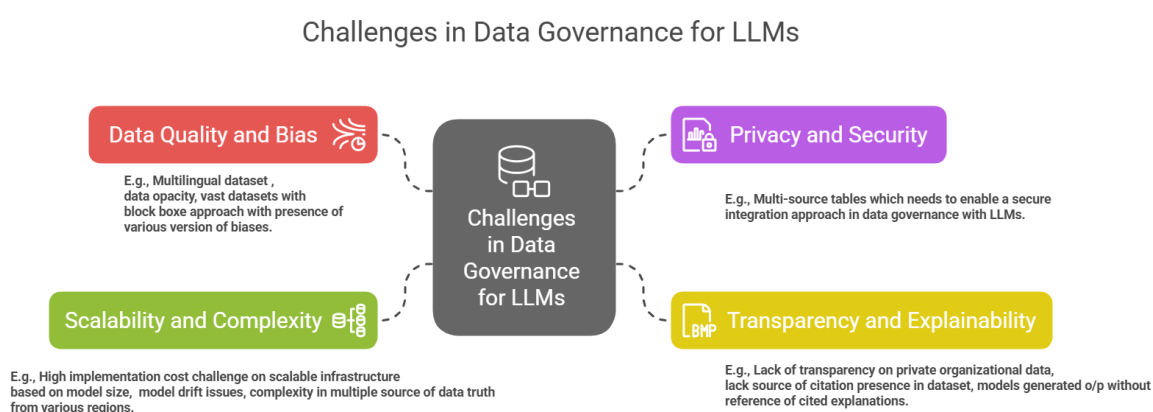 Challenges in Data Governance for LLMs
Data Quality and Bias
E.g., Multilingual dataset ,
data opacity, vast datasets with
block boxe approach with presence of
various version of biases.
Scalability and Complexity
E.g., High implementation cost challenge on scalable infrastructure
based on model size, model drift issues, complexity in multiple source of data truth
from various regions.
Challenges
in Data
Governance
for LLMs
Privacy and Security
E.g., Multi-source tables which needs to enable a secure
integration approach in data governance with LLMs.
BMP
Transparency and Explainability
E.g., Lack of transparency on private organizational data,
lack source of citation presence in dataset, models generated o/p without
reference of cited explanations.